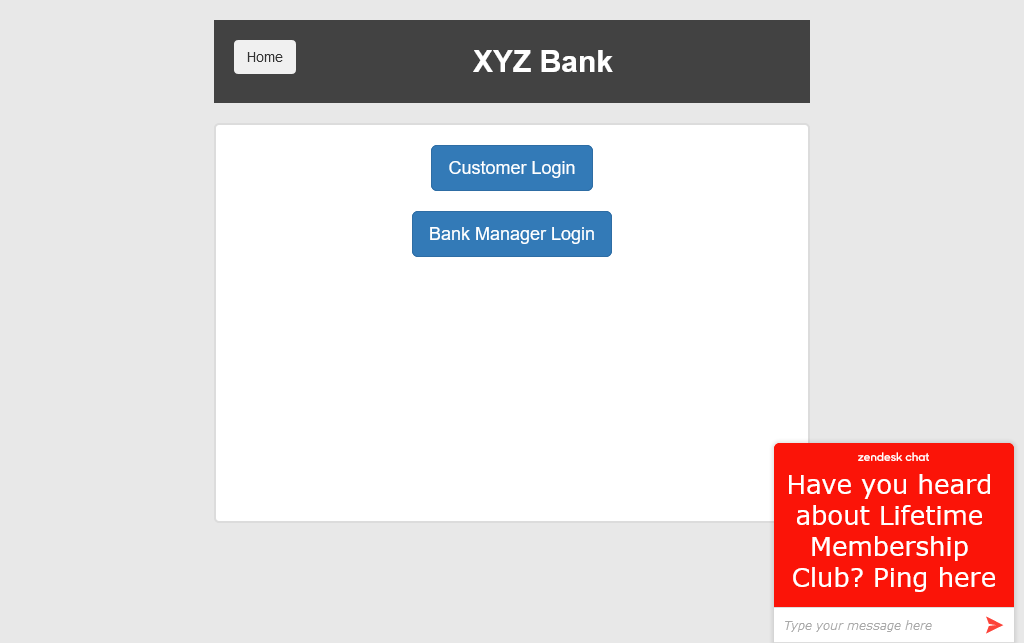 Home
XYZ Bank
Customer Login
Bank Manager Login
zendesk chat
Have you heard
about Lifetime
Membership
Club? Ping here
Type your message here